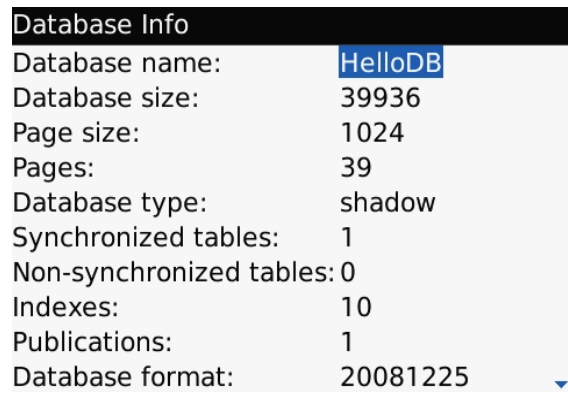 Database Info
Database name: HelloDB
Database size: 39936
Page size: 1024
Pages: 39
Database type: shadow
Synchronized tables: 1
Non-synchronized tables: 0
Indexes: 10
Publications: 1
Database format: 20081225